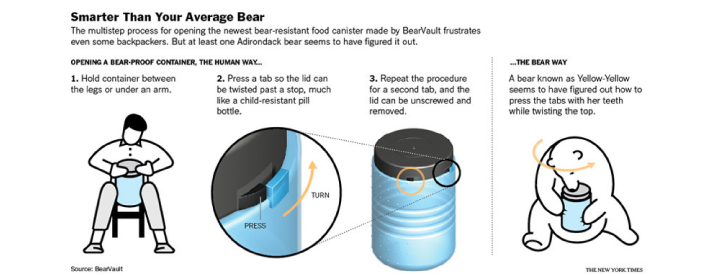 Smarter Than Your Average Bear
The multistep process for opening the newest bear-resistant food canister made by BearVault frustrates
even some backpackers. But at least one Adirondack bear seems to have figured it out.
OPENING A BEAR-PROOF CONTAINER, THE HUMAN WAY...
1. Hold container between
the legs or under an arm.
2. Press a tab so the lid can
be twisted past a stop, much
like a child-resistant pill
bottle.
3. Repeat the procedure
for a second tab, and the
lid can be unscrewed and
removed.
...THE BEAR WAY
A bear known as Yellow-Yellow
seems to have figured out how to
press the tabs with her teeth
while twisting the top.
TURN
PRESS
Source: BearVault
THE NEW YORK TIMES